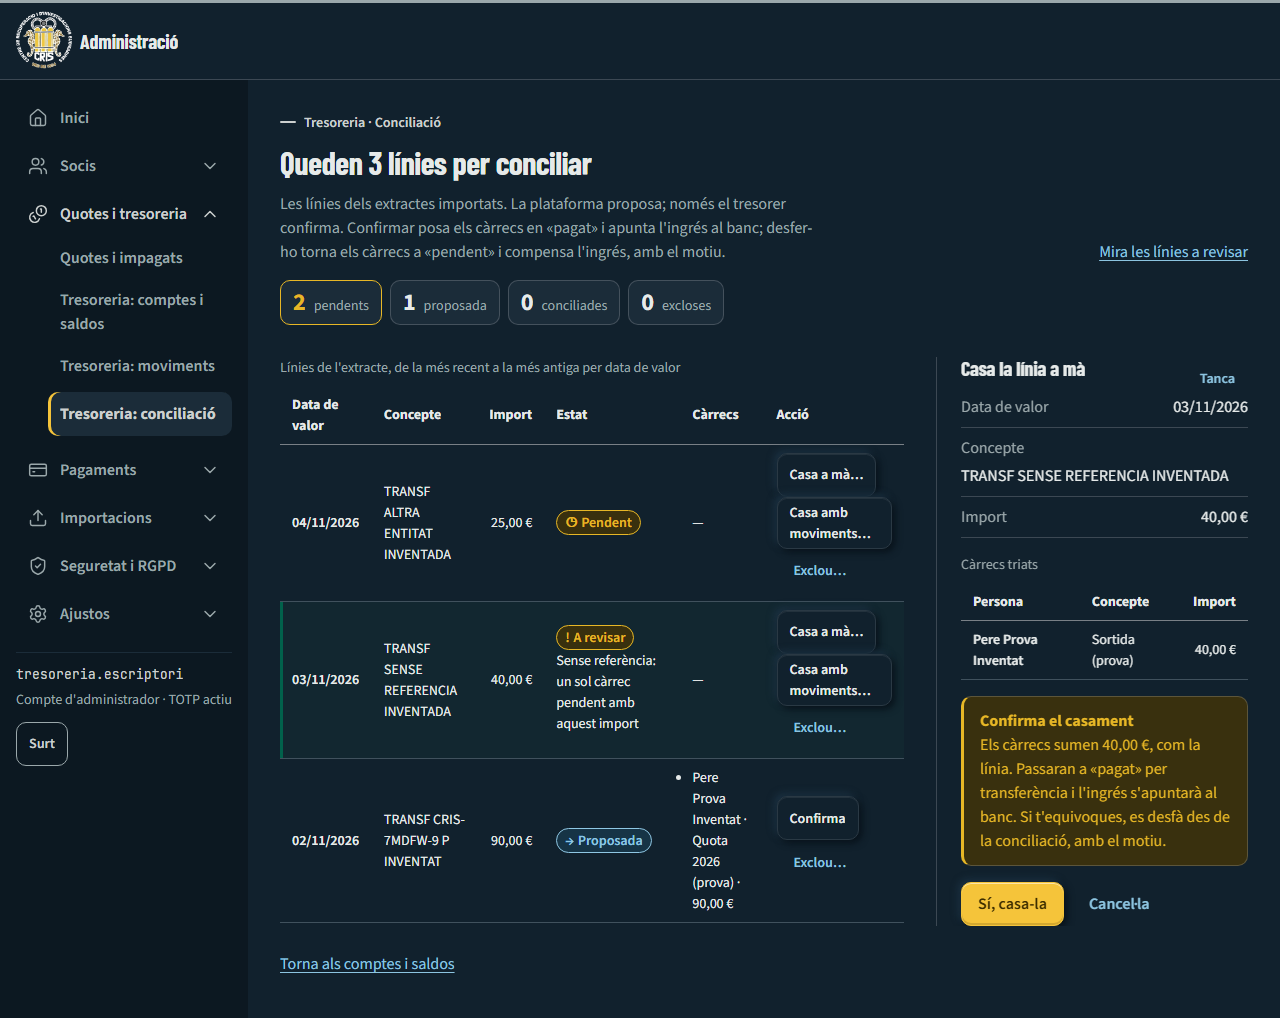 CRIS
Administració
Inici
Socis
Quotes i tresoreria
Quotes i impagats
Tresoreria: comptes i
saldos
Tresoreria: moviments
Tresoreria: conciliació
Pagaments
Importacions
Seguretat i RGPD
Ajustos
tresoreria.escriptori
Compte d'administrador · TOTP actiu
Surt
— Tresoreria · Conciliació
Queden 3 línies per conciliar
Les línies dels extractes importats. La plataforma proposa; només el tresorer
confirma. Confirmar posa els càrrecs en «pagat» i apunta l'ingrés al banc; desfer-
ho torna els càrrecs a «pendent» i compensa l'ingrés, amb el motiu.
Mira les línies a revisar
2 pendents
1 proposada
0 conciliades
0 excloses
Línies de l'extracte, de la més recent a la més antiga per data de valor
Data de
valor
Concepte
Import
Estat
Càrrecs
Acció
04/11/2026
TRANSF
ALTRA
ENTITAT
INVENTADA
25,00 €
Pendent
—
Casa a mà…
Casa amb
moviments…
Exclou…
03/11/2026
TRANSF
SENSE
REFERENCIA
INVENTADA
40,00 €
! A revisar
Sense referència:
un sol càrrec
pendent amb
aquest import
—
Casa a mà…
Casa amb
moviments…
Exclou…
02/11/2026
TRANSF CRIS-
7MDFW-9 P
INVENTAT
90,00 €
→ Proposada
• Pere
Prova
Inventat ·
Quota
2026
(prova) ·
90,00 €
Confirma
Exclou…
Torna als comptes i saldos
Casa la línia a mà
Tanca
Data de valor 03/11/2026
Concepte
TRANSF SENSE REFERENCIA INVENTADA
Import 40,00 €
Càrrecs triats
Persona Concepte Import
Pere Prova
Inventat
Sortida
(prova)
40,00 €
Confirma el casament
Els càrrecs sumen 40,00 €, com la
línia. Passaran a «pagat» per
transferència i l'ingrés s'apuntarà al
banc. Si t'equivoques, es desfà des de
la conciliació, amb el motiu.
Sí, casa-la
Cancel·la